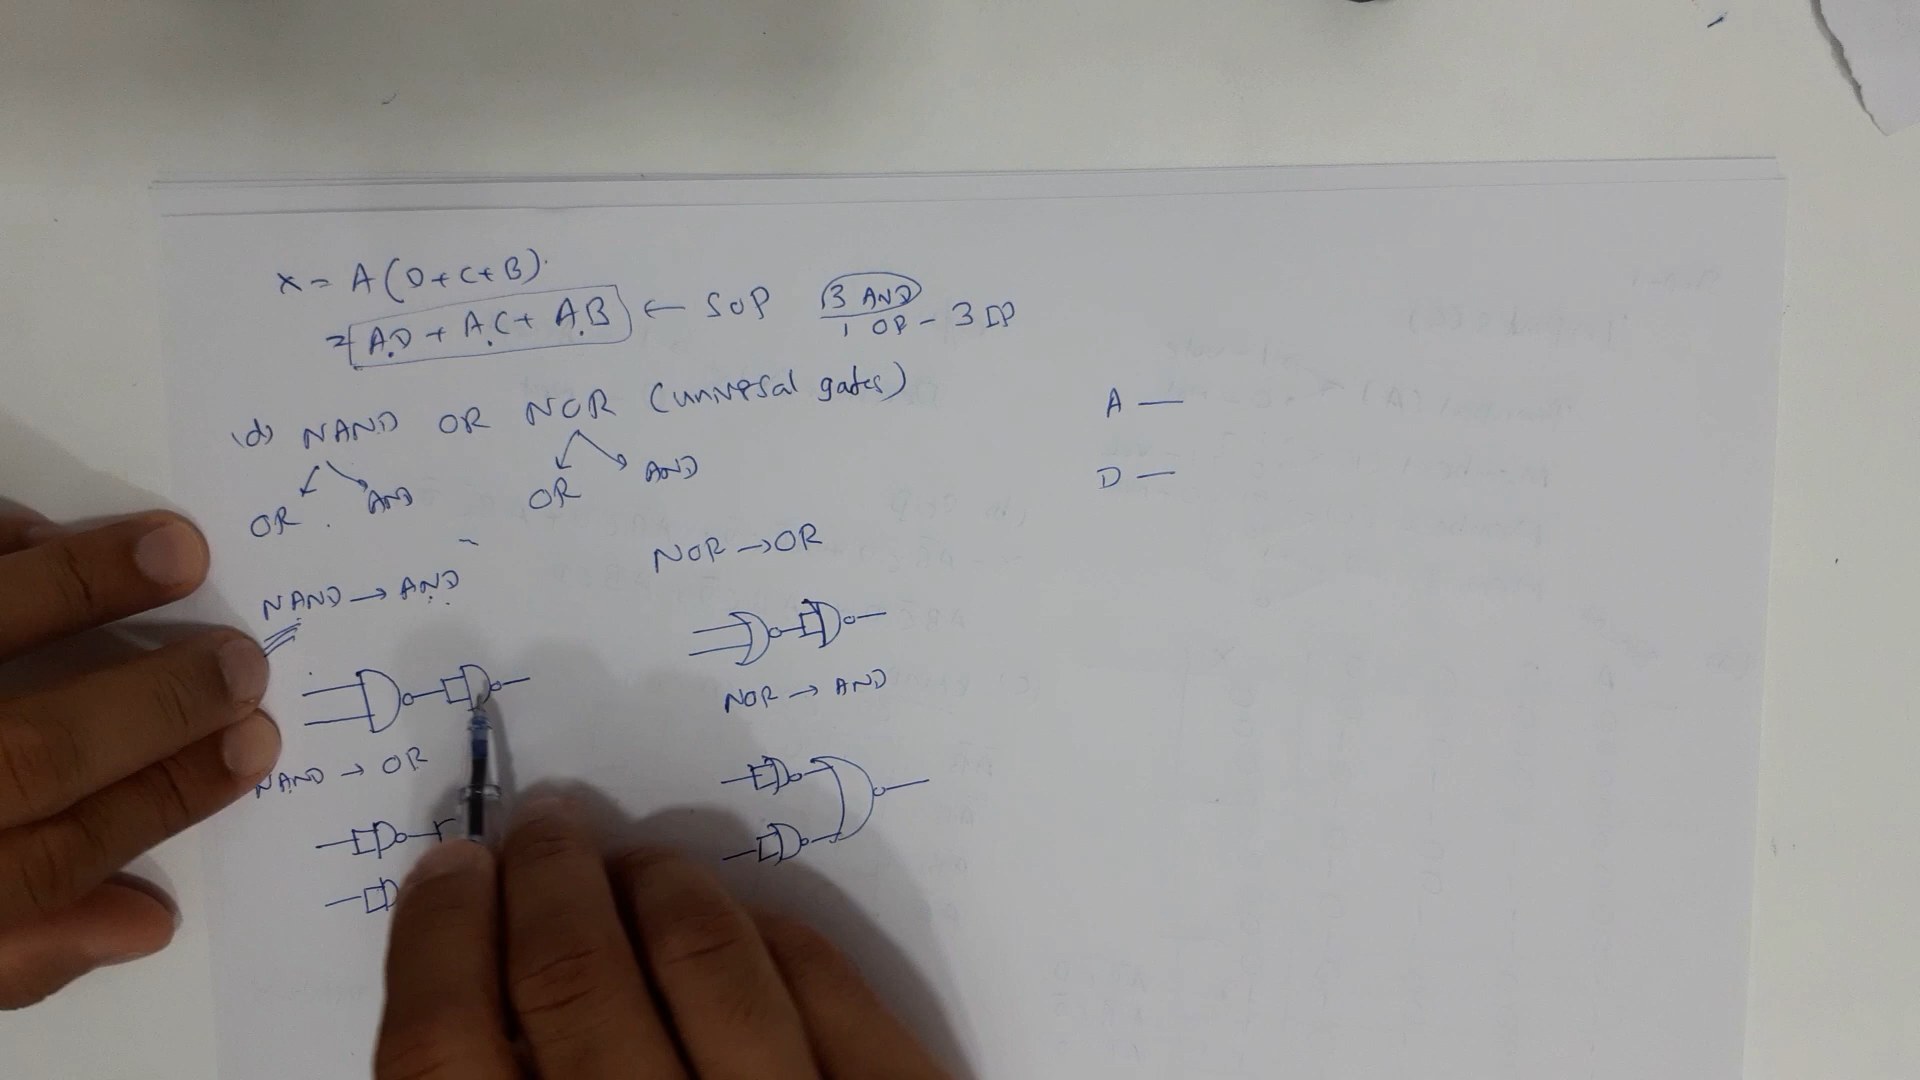 X = A(D+C+B).
= A.D + A.C + A.B ← SOP 3 AND
1 OR - 3 IP
(d) NAND OR NOR (universal gates)
OR AND OR AND
NAND → AND
NOR → OR
NOR → AND
NAND → OR
A —
D —